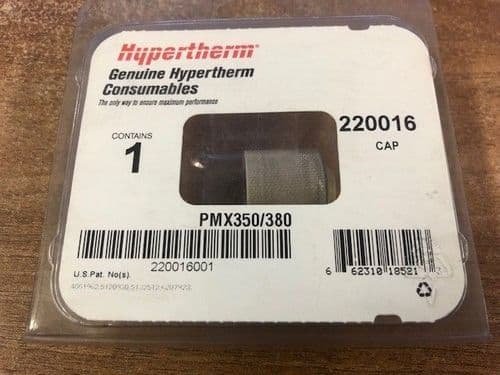 Hypertherm®
Genuine Hypertherm
Consumables
The only way to ensure maximum performance
CONTAINS
1
220016
CAP
PMX350/380
220016001
6 62310 18521
U.S.Pat. No(s).